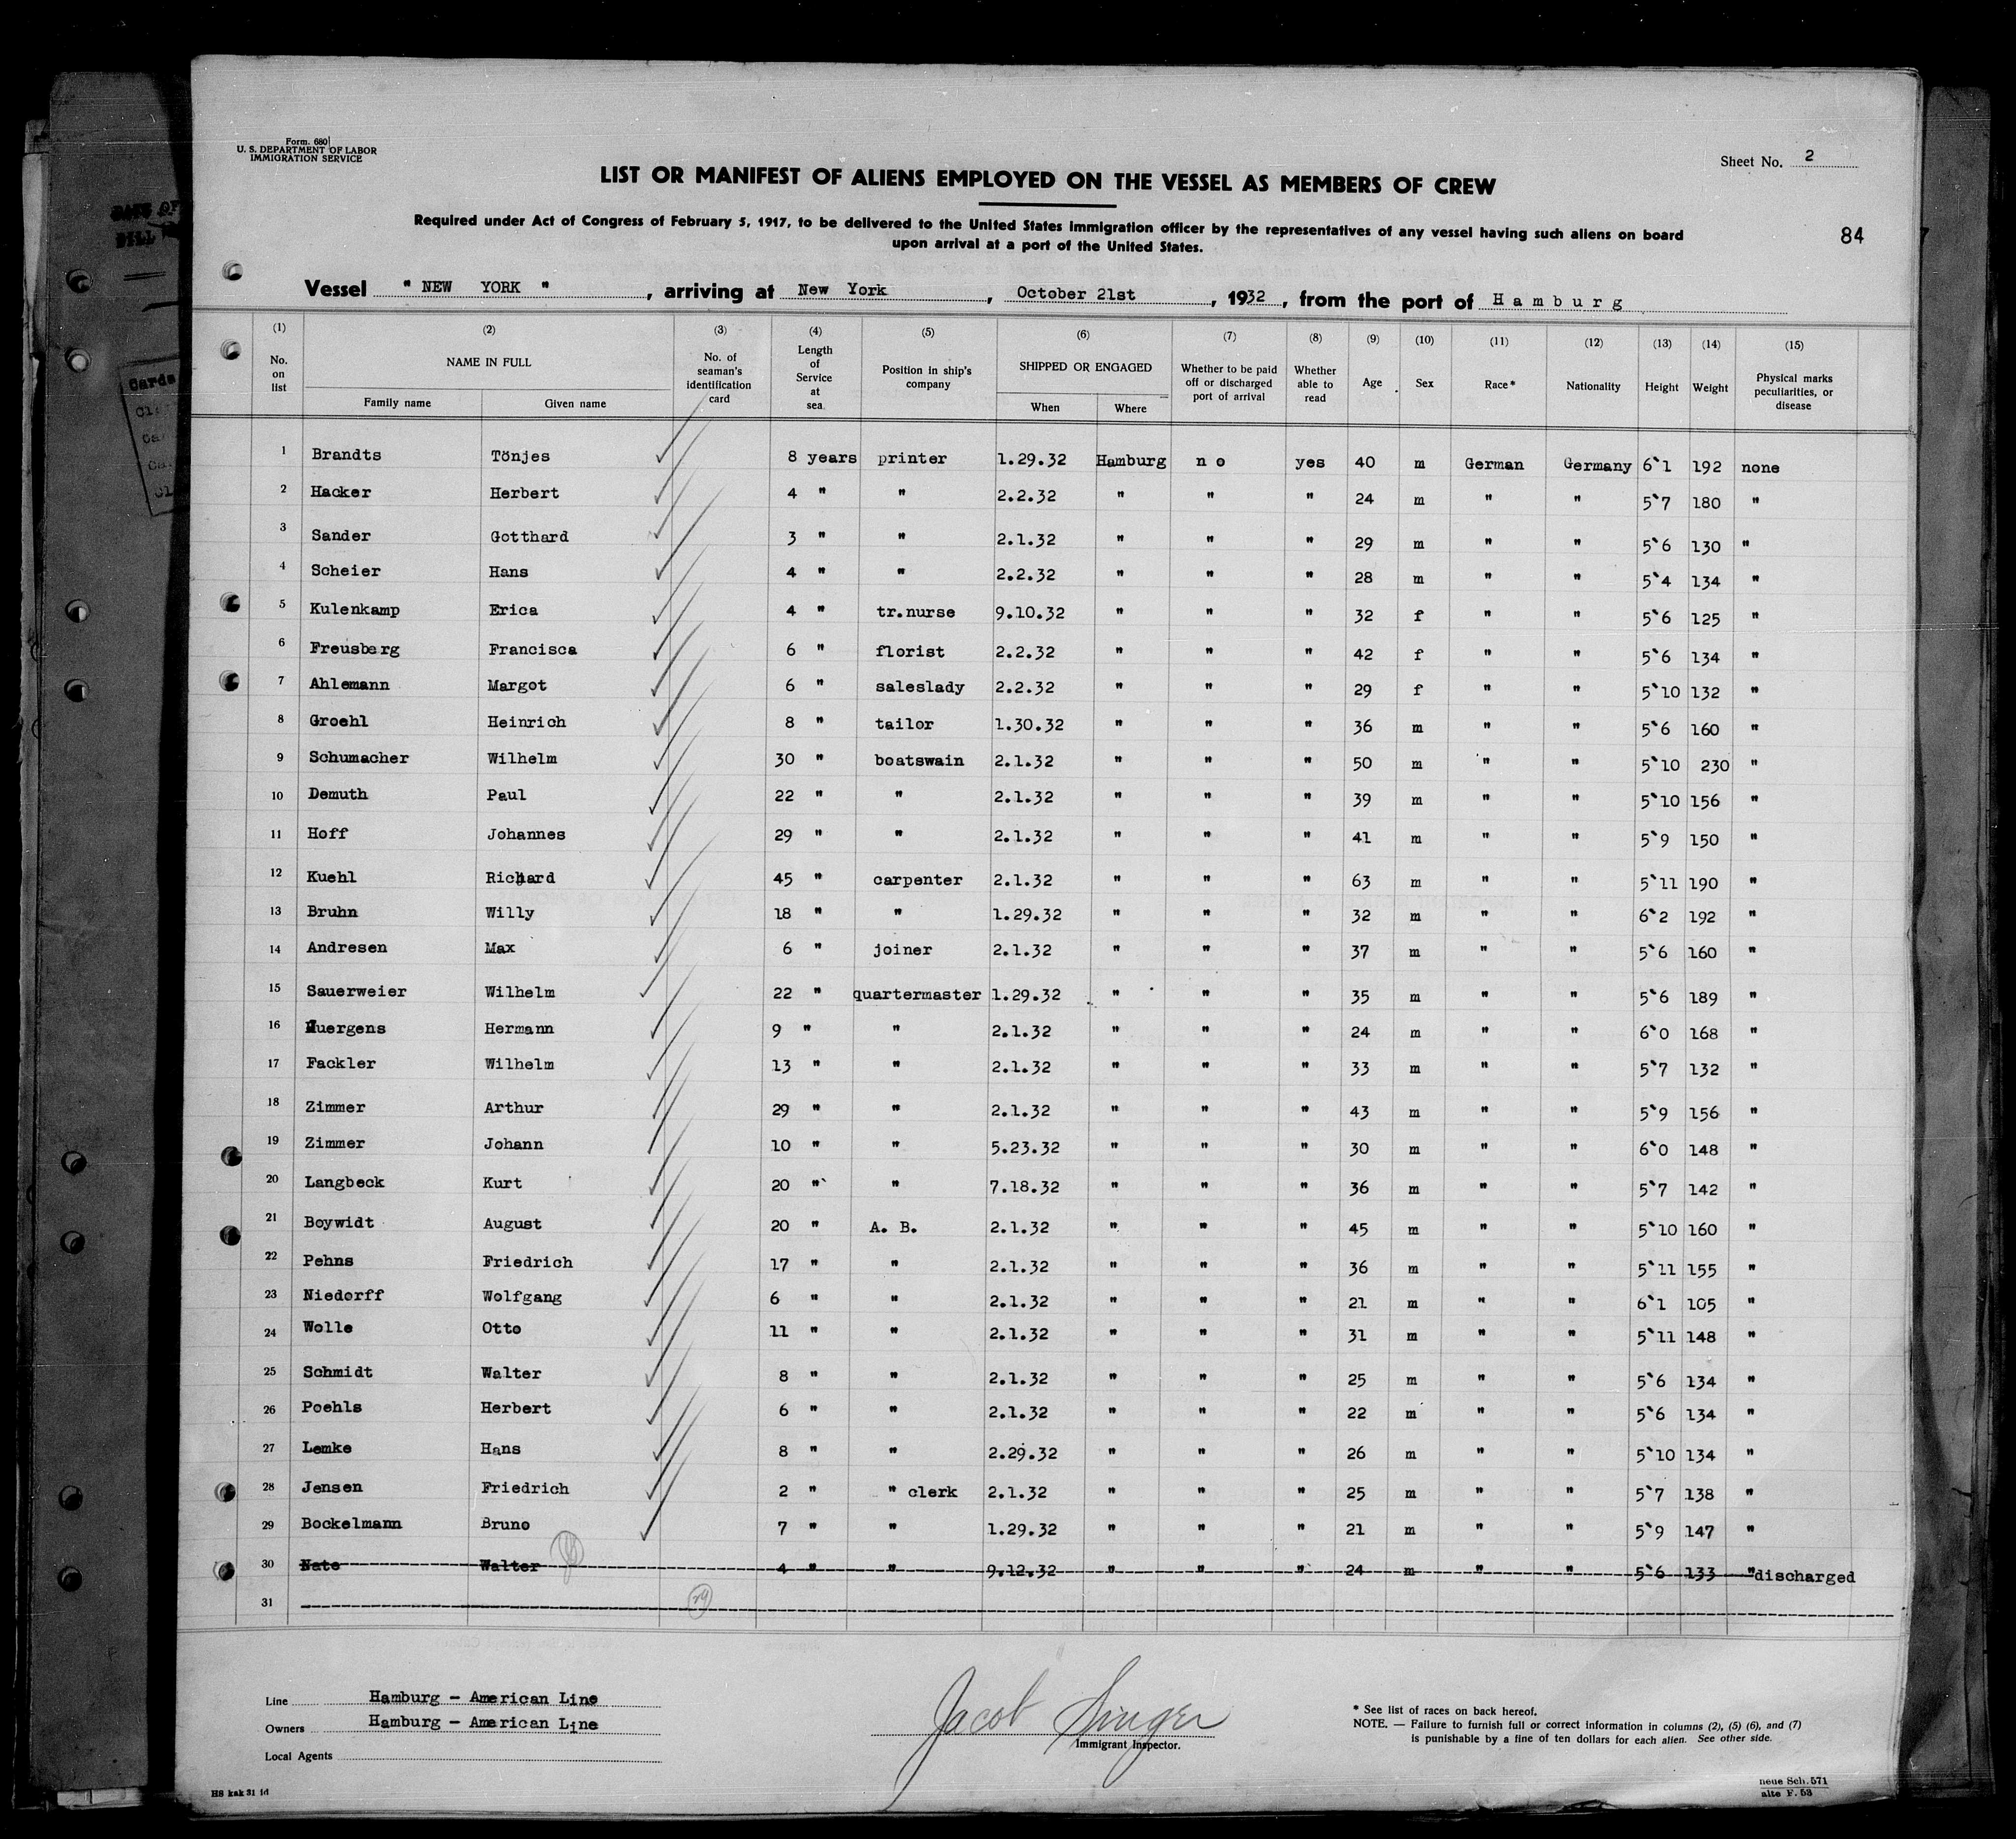 Form. 680
U. S. DEPARTMENT OF LABOR
IMMIGRATION SERVICE
Sheet No. 2
LIST OR MANIFEST OF ALIENS EMPLOYED ON THE VESSEL AS MEMBERS OF CREW
Required under Act of Congress of February 5, 1917, to be delivered to the United States immigration officer by the representatives of any vessel having such aliens on board
upon arrival at a port of the United States.
84
Vessel " NEW YORK " , arriving at New York , October 21st , 1932 , from the port of Hamburg
(1) No. on list (2) NAME IN FULL Family name Given name (3) No. of seaman's identification card (4) Length of Service at sea (5) Position in ship's company (6) SHIPPED OR ENGAGED When Where (7) Whether to be paid off or discharged port of arrival (8) Whether able to read (9) Age (10) Sex (11) Race* (12) Nationality (13) Height (14) Weight (15) Physical marks peculiarities, or disease
1 Brandts Tönjes 8 years printer 1.29.32 Hamburg no yes 40 m German Germany 6`1 192 none
2 Hacker Herbert 4 " " 2.2.32 " " " 24 m " " 5`7 180 "
3 Sander Gotthard 3 " " 2.1.32 " " " 29 m " " 5`6 130 "
4 Scheier Hans 4 " " 2.2.32 " " " 28 m " " 5`4 134 "
5 Kulenkamp Erica 4 " tr.nurse 9.10.32 " " " 32 f " " 5`6 125 "
6 Freusberg Francisca 6 " florist 2.2.32 " " " 42 f " " 5`6 134 "
7 Ahlemann Margot 6 " saleslady 2.2.32 " " " 29 f " " 5`10 132 "
8 Groehl Heinrich 8 " tailor 1.30.32 " " " 36 m " " 5`6 160 "
9 Schumacher Wilhelm 30 " boatswain 2.1.32 " " " 50 m " " 5`10 230 "
10 Demuth Paul 22 " " 2.1.32 " " " 39 m " " 5`10 156 "
11 Hoff Johannes 29 " " 2.1.32 " " " 41 m " " 5`9 150 "
12 Kuehl Richard 45 " carpenter 2.1.32 " " " 63 m " " 5`11 190 "
13 Bruhn Willy 18 " " 1.29.32 " " " 32 m " " 6`2 192 "
14 Andresen Max 6 " joiner 2.1.32 " " " 37 m " " 5`6 160 "
15 Sauerweier Wilhelm 22 " quartermaster 1.29.32 " " " 35 m " " 5`6 189 "
16 Juergens Hermann 9 " " 2.1.32 " " " 24 m " " 6`0 168 "
17 Fackler Wilhelm 13 " " 2.1.32 " " " 33 m " " 5`7 132 "
18 Zimmer Arthur 29 " " 2.1.32 " " " 43 m " " 5`9 156 "
19 Zimmer Johann 10 " " 5.23.32 " " " 30 m " " 6`0 148 "
20 Langbeck Kurt 20 " " 7.18.32 " " " 36 m " " 5`7 142 "
21 Boywidt August 20 " A. B. 2.1.32 " " " 45 m " " 5`10 160 "
22 Pehns Friedrich 17 " " 2.1.32 " " " 36 m " " 5`11 155 "
23 Niedorff Wolfgang 6 " " 2.1.32 " " " 21 m " " 6`1 105 "
24 Wolle Otto 11 " " 2.1.32 " " " 31 m " " 5`11 148 "
25 Schmidt Walter 8 " " 2.1.32 " " " 25 m " " 5`6 134 "
26 Poehls Herbert 6 " " 2.1.32 " " " 22 m " " 5`6 134 "
27 Lemke Hans 8 " " 2.29.32 " " " 26 m " " 5`10 134 "
28 Jensen Friedrich 2 " " clerk 2.1.32 " " " 25 m " " 5`7 138 "
29 Bockelmann Bruno 7 " " 1.29.32 " " " 21 m " " 5`9 147 "
30 Nate Walter 4 " " 9.12.32 " " " 24 m " " 5`6 133 " discharged
31
29
Line Hamburg - American Line
Owners Hamburg - American Line
Local Agents
Jacob Singer
Immigrant Inspector.
* See list of races on back hereof.
NOTE. — Failure to furnish full or correct information in columns (2), (5) (6), and (7)
is punishable by a fine of ten dollars for each alien. See other side.
HS kak 31 1d
neue Sch. 571
alte F. 53